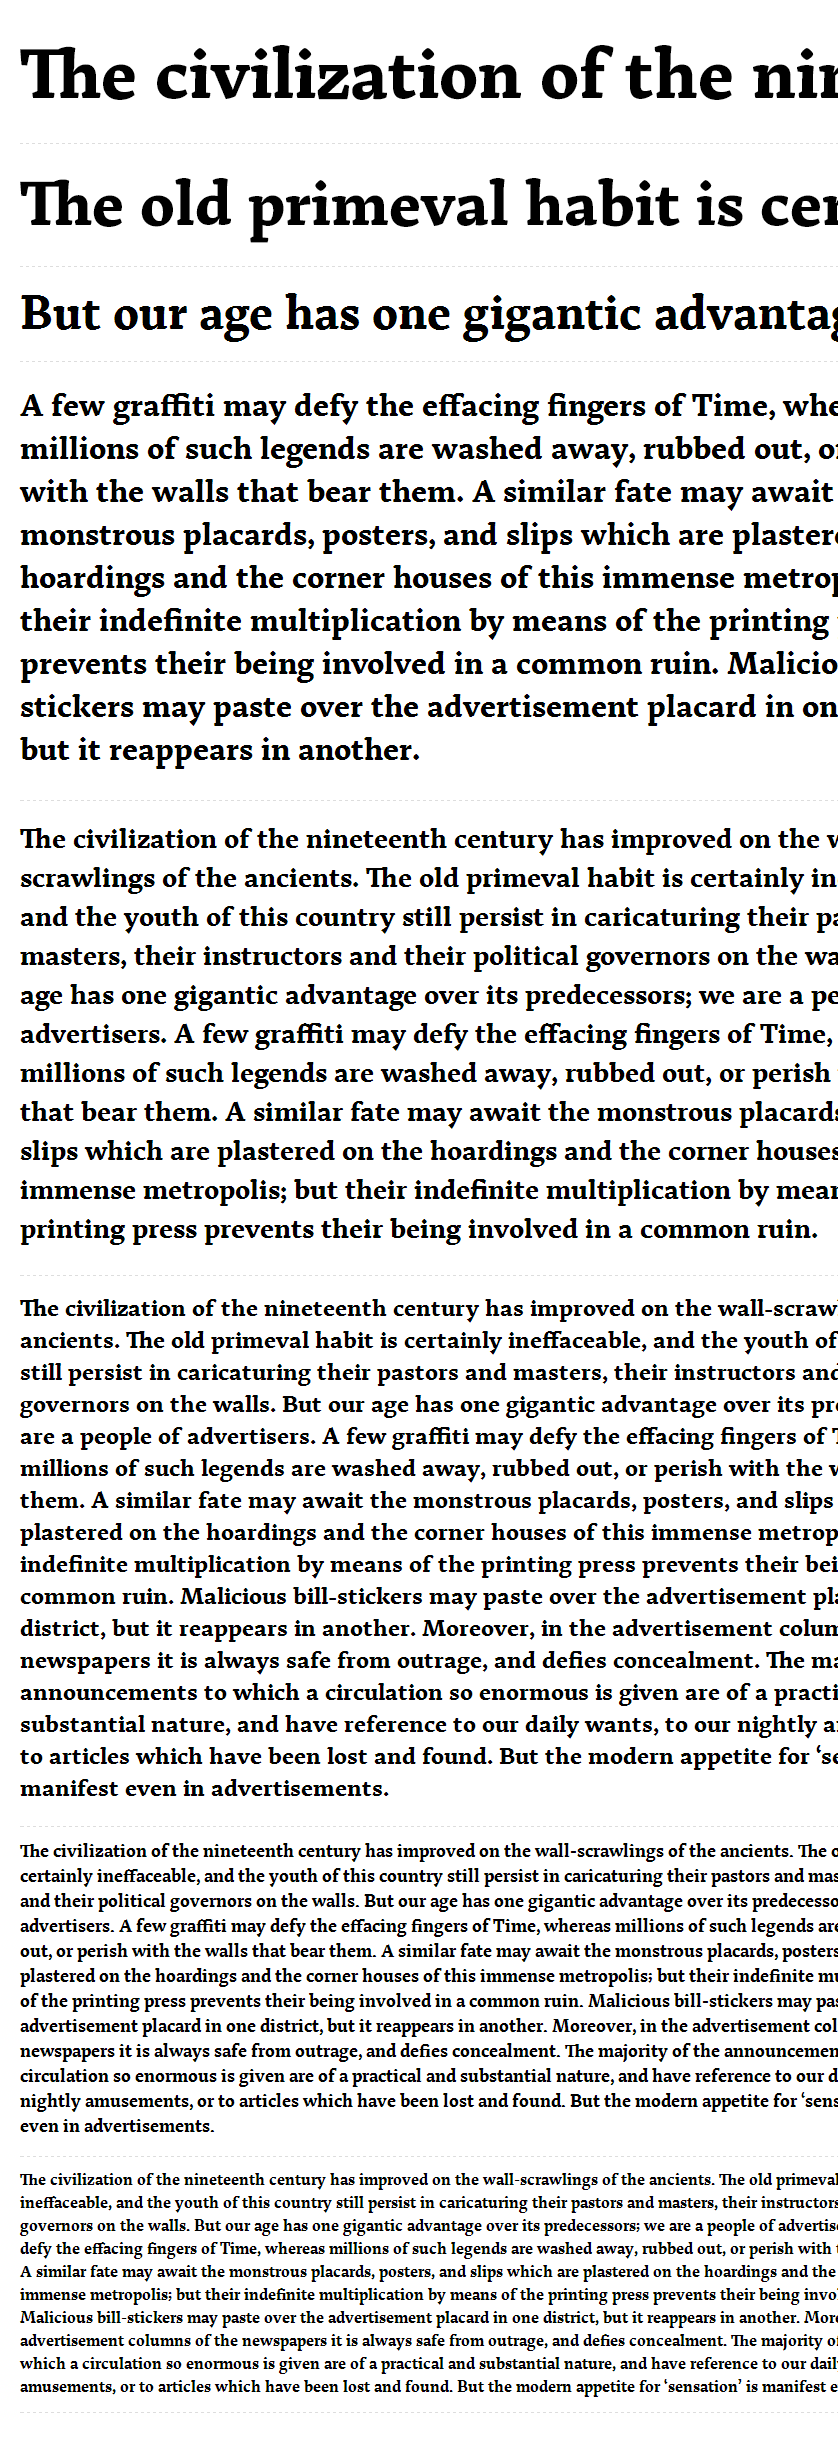 The civilization of the nin
The old primeval habit is cer
But our age has one gigantic advantag
A few graffiti may defy the effacing fingers of Time, whe
millions of such legends are washed away, rubbed out, or
with the walls that bear them. A similar fate may await
monstrous placards, posters, and slips which are plastere
hoardings and the corner houses of this immense metrop
their indefinite multiplication by means of the printing
prevents their being involved in a common ruin. Malicio
stickers may paste over the advertisement placard in on
but it reappears in another.
The civilization of the nineteenth century has improved on the w
scrawlings of the ancients. The old primeval habit is certainly in
and the youth of this country still persist in caricaturing their pa
masters, their instructors and their political governors on the wa
age has one gigantic advantage over its predecessors; we are a pe
advertisers. A few graffiti may defy the effacing fingers of Time,
millions of such legends are washed away, rubbed out, or perish
that bear them. A similar fate may await the monstrous placards
slips which are plastered on the hoardings and the corner houses
immense metropolis; but their indefinite multiplication by mean
printing press prevents their being involved in a common ruin.
The civilization of the nineteenth century has improved on the wall-scraw
ancients. The old primeval habit is certainly ineffaceable, and the youth of
still persist in caricaturing their pastors and masters, their instructors and
governors on the walls. But our age has one gigantic advantage over its pre
are a people of advertisers. A few graffiti may defy the effacing fingers of T
millions of such legends are washed away, rubbed out, or perish with the w
them. A similar fate may await the monstrous placards, posters, and slips
plastered on the hoardings and the corner houses of this immense metrop
indefinite multiplication by means of the printing press prevents their bei
common ruin. Malicious bill-stickers may paste over the advertisement pla
district, but it reappears in another. Moreover, in the advertisement colum
newspapers it is always safe from outrage, and defies concealment. The ma
announcements to which a circulation so enormous is given are of a practi
substantial nature, and have reference to our daily wants, to our nightly a
to articles which have been lost and found. But the modern appetite for ‘se
manifest even in advertisements.
The civilization of the nineteenth century has improved on the wall-scrawlings of the ancients. The o
certainly ineffaceable, and the youth of this country still persist in caricaturing their pastors and mas
and their political governors on the walls. But our age has one gigantic advantage over its predecesso
advertisers. A few graffiti may defy the effacing fingers of Time, whereas millions of such legends are
out, or perish with the walls that bear them. A similar fate may await the monstrous placards, posters
plastered on the hoardings and the corner houses of this immense metropolis; but their indefinite mu
of the printing press prevents their being involved in a common ruin. Malicious bill-stickers may pas
advertisement placard in one district, but it reappears in another. Moreover, in the advertisement col
newspapers it is always safe from outrage, and defies concealment. The majority of the announcemen
circulation so enormous is given are of a practical and substantial nature, and have reference to our d
nightly amusements, or to articles which have been lost and found. But the modern appetite for ‘sens
even in advertisements.
The civilization of the nineteenth century has improved on the wall-scrawlings of the ancients. The old primeval
ineffaceable, and the youth of this country still persist in caricaturing their pastors and masters, their instructors
governors on the walls. But our age has one gigantic advantage over its predecessors; we are a people of advertise
defy the effacing fingers of Time, whereas millions of such legends are washed away, rubbed out, or perish with t
A similar fate may await the monstrous placards, posters, and slips which are plastered on the hoardings and the
immense metropolis; but their indefinite multiplication by means of the printing press prevents their being invol
Malicious bill-stickers may paste over the advertisement placard in one district, but it reappears in another. More
advertisement columns of the newspapers it is always safe from outrage, and defies concealment. The majority of
which a circulation so enormous is given are of a practical and substantial nature, and have reference to our dail
amusements, or to articles which have been lost and found. But the modern appetite for ‘sensation’ is manifest e